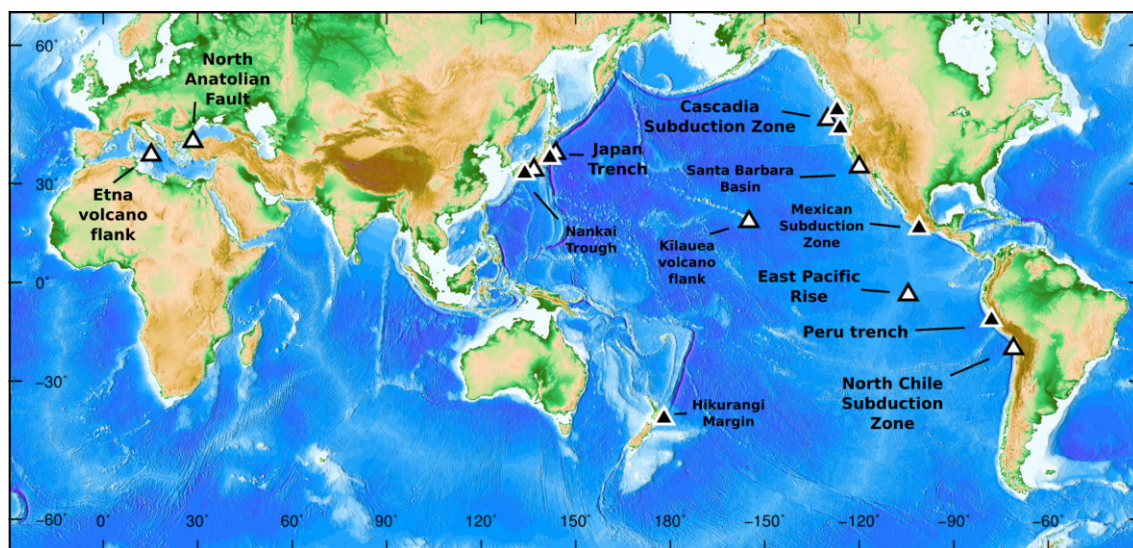 60°
North
Anatolian
Fault
Cascadia
Subduction Zone
Japan
Trench
30°
Santa Barbara
Basin
Etna
volcano
flank
Mexican
Subduction
Zone
Nankai
Trough
Kīlauea
volcano
flank
0°
East Pacific
Rise
Peru trench
−30°
North Chile
Subduction
Zone
Hikurangi
Margin
−60°
0°
30°
60°
90°
120°
150°
180°
−150°
−120°
−90°
−60°